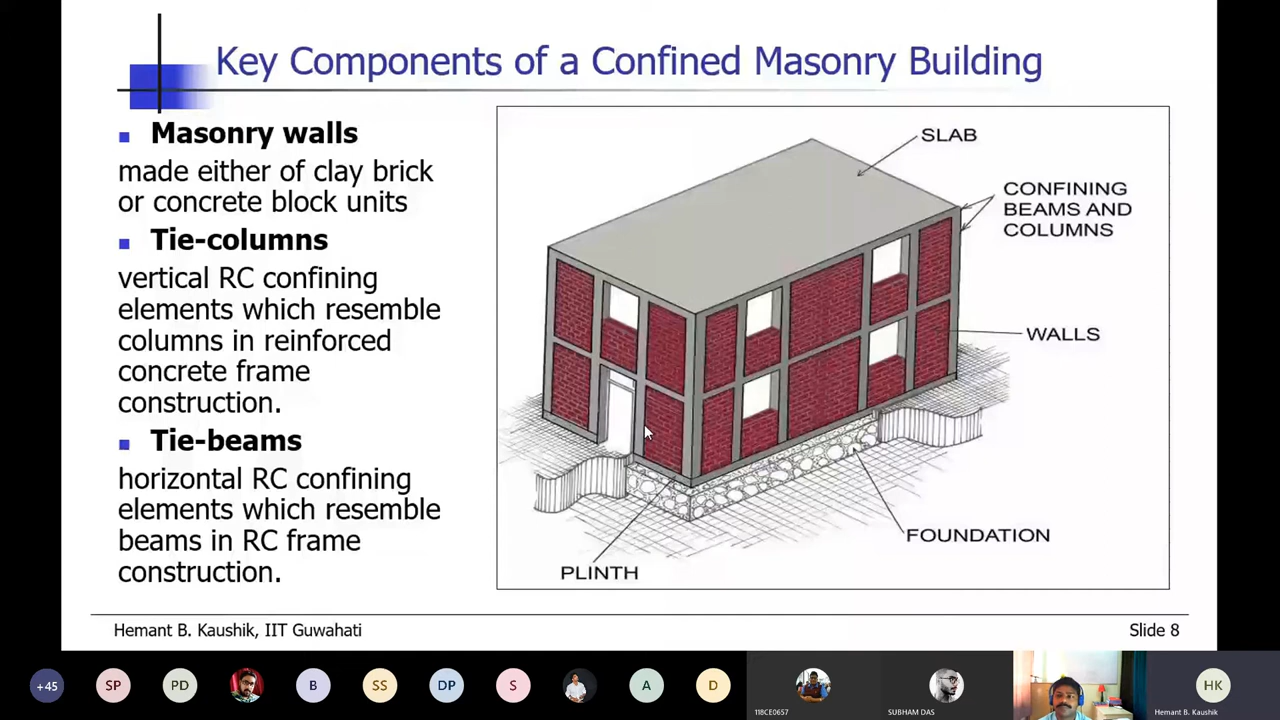 Key Components of a Confined Masonry Building
Masonry walls
made either of clay brick
or concrete block units
Tie-columns
vertical RC confining
elements which resemble
columns in reinforced
concrete frame
construction.
Tie-beams
horizontal RC confining
elements which resemble
beams in RC frame
construction.
SLAB
CONFINING
BEAMS AND
COLUMNS
WALLS
FOUNDATION
PLINTH
Hemant B. Kaushik, IIT Guwahati
Slide 8
+45
SP
PD
B
SS
DP
S
A
D
118CE0657
SUBHAM DAS
HK
Hemant B. Kaushik